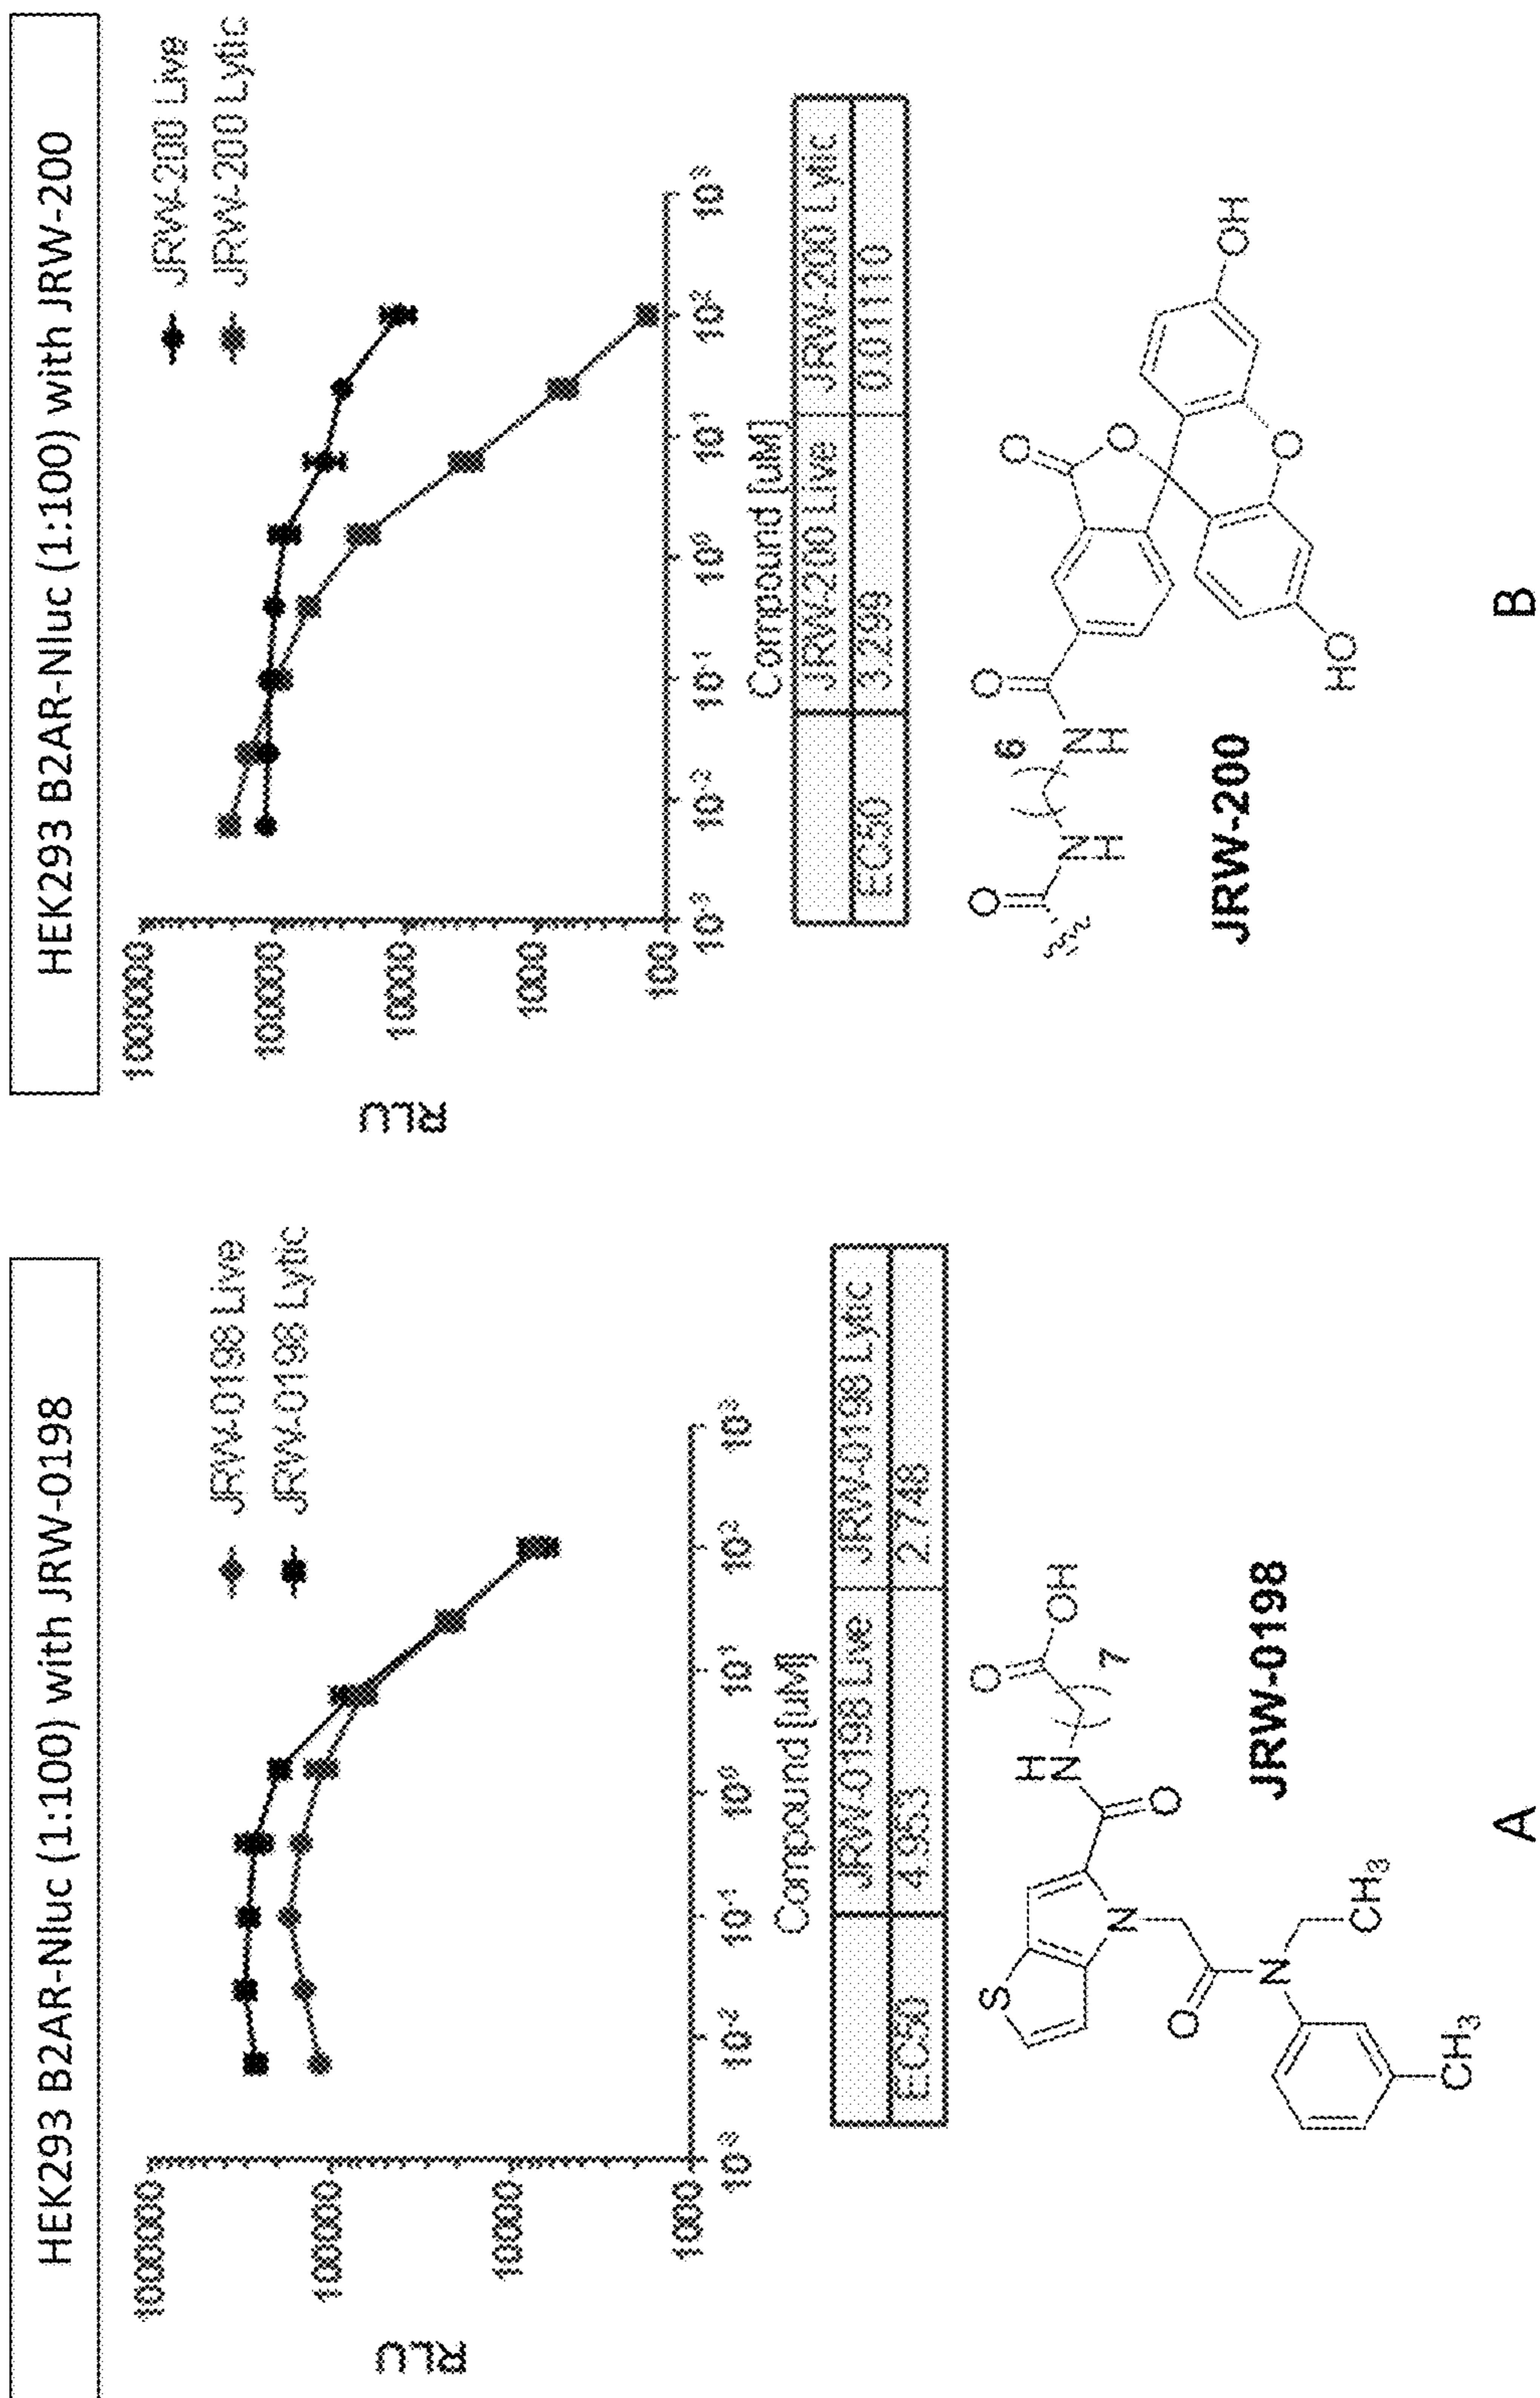 HEK293 B2AR-Nluc (1:100) with JRW-0198
JRW-0198 Live
JRW-0198 Lytic
1000000
100000
10000
1000
RLU
10-3 10-2 10-1 100 101 102 103
Compound [uM]
JRW-0198 Live JRW-0198 Lytic
EC50 4.953 2.748
S
N
O
HN
O
OH
7
O
N
CH3
CH3
JRW-0198
A
HEK293 B2AR-Nluc (1:100) with JRW-200
JRW-200 Live
JRW-200 Lytic
1000000
100000
10000
1000
100
RLU
10-3 10-2 10-1 100 101 102 103
Compound [uM]
JRW-200 Live JRW-200 Lytic
EC50 3.299 0.01110
O
NH
6
NH
O
O
O
O
HO
OH
JRW-200
B